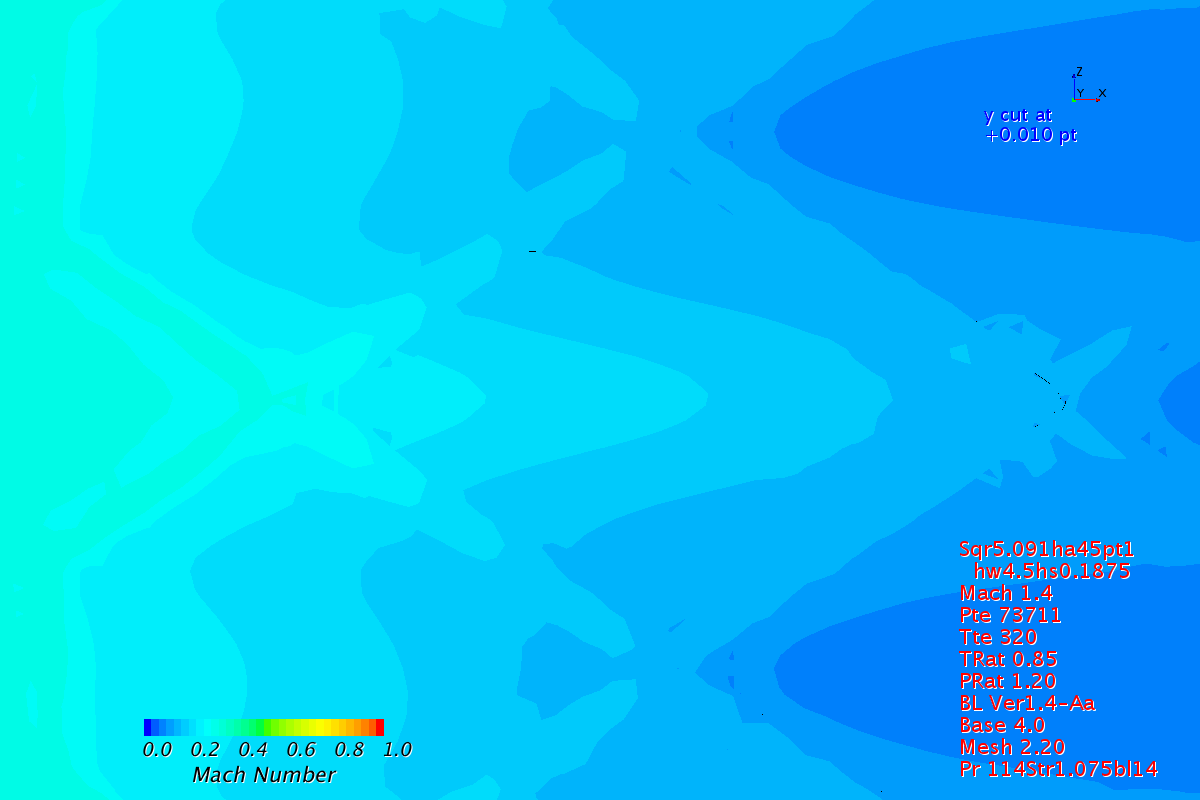 Z
Y X
y cut at
+0.010 pt
Sqr5.091ha45pt1
hw4.5hs0.1875
Mach 1.4
Pte 73711
Tte 320
TRat 0.85
PRat 1.20
BL Ver1.4-Aa
Base 4.0
Mesh 2.20
Pr 114Str1.075bl14
0.0 0.2 0.4 0.6 0.8 1.0
Mach Number